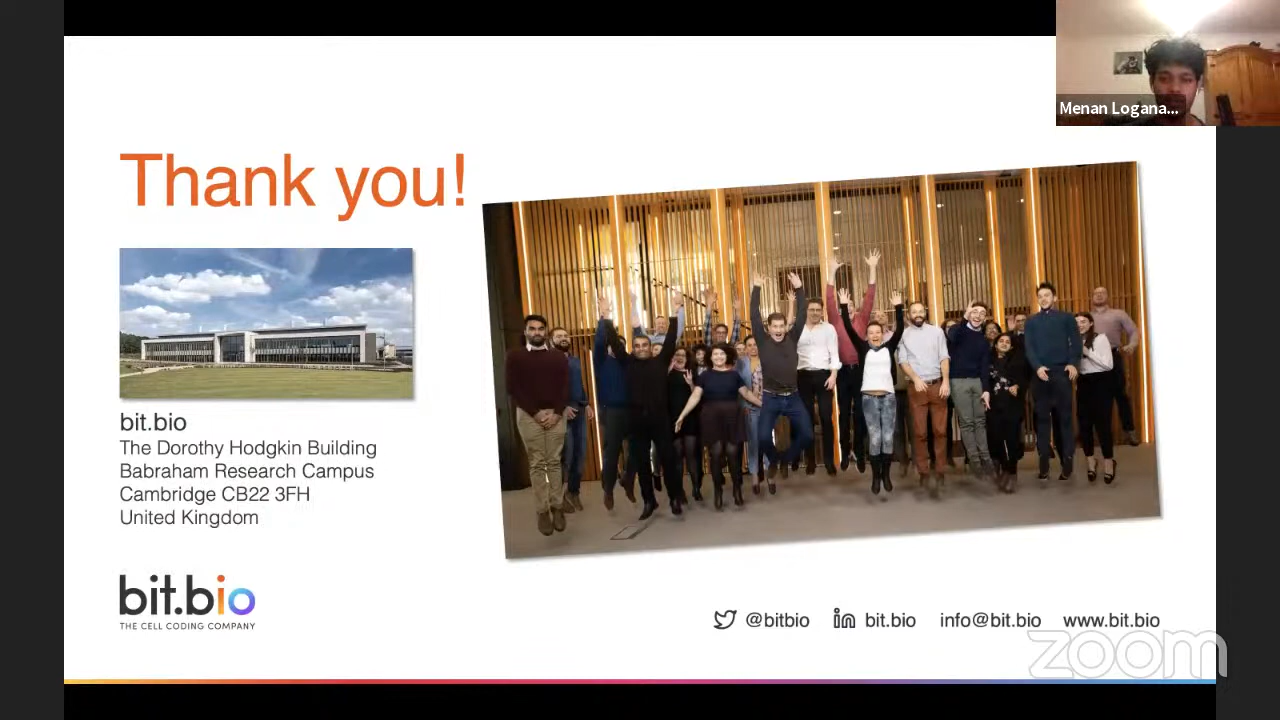 Menan Logana...
Thank you!
bit.bio
The Dorothy Hodgkin Building
Babraham Research Campus
Cambridge CB22 3FH
United Kingdom
bit.bio
THE CELL CODING COMPANY
@bitbio bit.bio info@bit.bio www.bit.bio
zoom